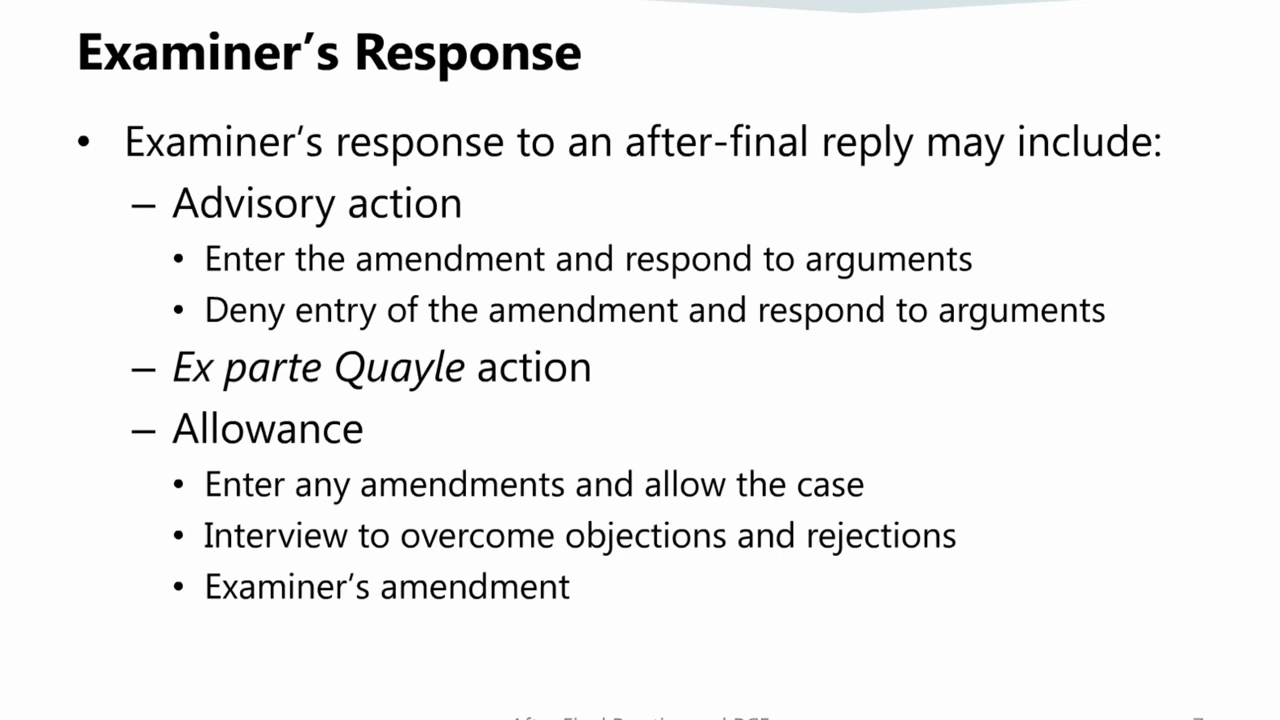 Examiner’s Response
• Examiner’s response to an after-final reply may include:
– Advisory action
• Enter the amendment and respond to arguments
• Deny entry of the amendment and respond to arguments
– Ex parte Quayle action
– Allowance
• Enter any amendments and allow the case
• Interview to overcome objections and rejections
• Examiner’s amendment